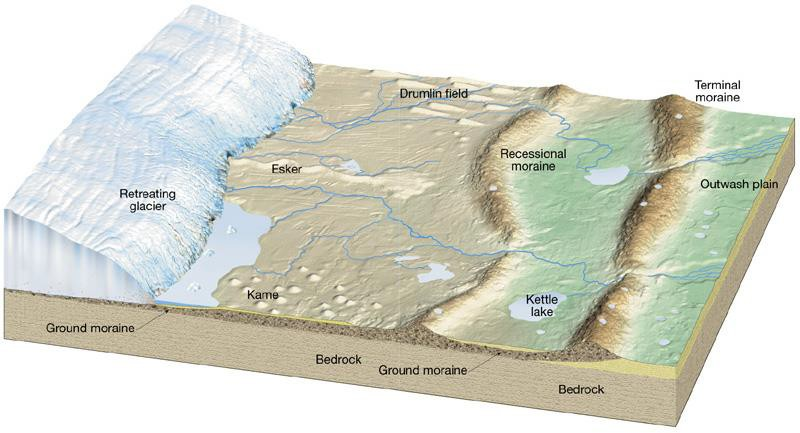 Terminal
moraine
Drumlin field
Recessional
moraine
Esker
Outwash plain
Retreating
glacier
Kame
Kettle
lake
Ground moraine
Bedrock
Ground moraine
Bedrock